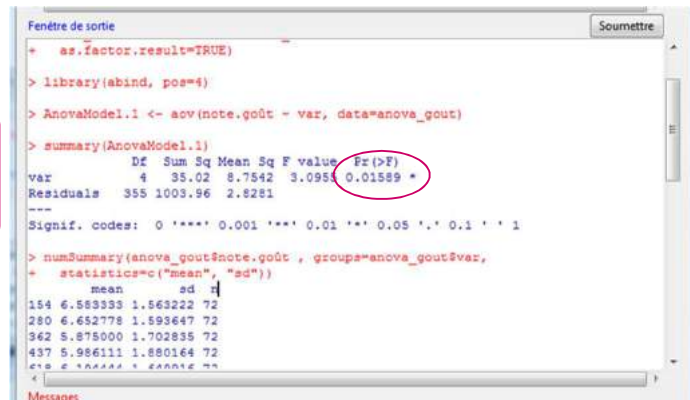 Fenêtre de sortie
Soumettre
+ as.factor.result=TRUE)
> library(abind, pos=4)
> AnovaModel.1 <- aov(note.goût ~ var, data=anova_gout)
> summary(AnovaModel.1)
Df Sum Sq Mean Sq F value Pr(>F)
var 4 35.02 8.7542 3.0955 0.01589 *
Residuals 355 1003.96 2.8281
---
Signif. codes: 0 '***' 0.001 '**' 0.01 '*' 0.05 '.' 0.1 ' ' 1
> numSummary(anova_gout$note.goût , groups=anova_gout$var,
+ statistics=c("mean", "sd"))
mean sd n
154 6.583333 1.563222 72
280 6.652778 1.593647 72
362 5.875000 1.702835 72
437 5.986111 1.880164 72
Messages